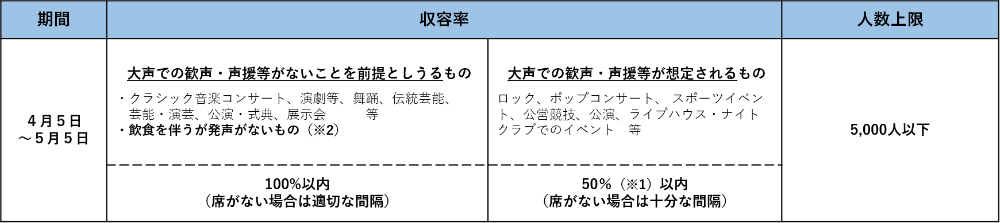 期間
収容率
人数上限
４月５日
～５月５日
大声での歓声・声援等がないことを前提としうるもの
・クラシック音楽コンサート、演劇等、舞踊、伝統芸能、
芸能・演芸、公演・式典、展示会　　　等
・飲食を伴うが発声がないもの（※2）
100%以内
（席がない場合は適切な間隔）
大声での歓声・声援等が想定されるもの
ロック、ポップコンサート、 スポーツイベン
ト、公営競技、公演、ライブハウス・ナイト
クラブでのイベント　等
50％（※1）以内
（席がない場合は十分な間隔）
5,000人以下